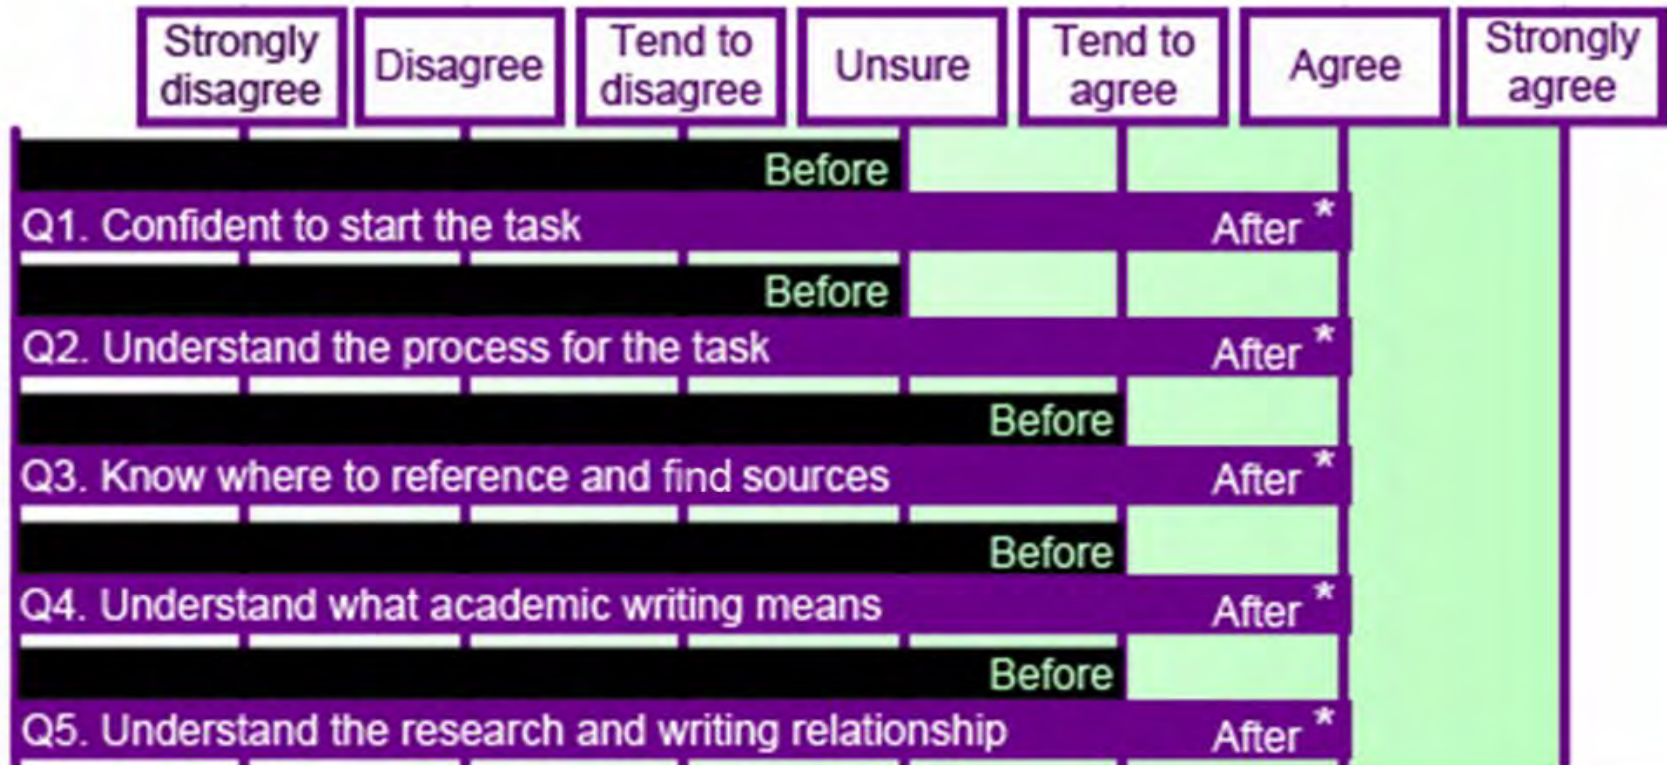 Strongly
disagree
Disagree
Tend to
disagree
Unsure
Tend to
agree
Agree
Strongly
agree
Before
Q1. Confident to start the task After *
Before
Q2. Understand the process for the task After *
Before
Q3. Know where to reference and find sources After *
Before
Q4. Understand what academic writing means After *
Before
Q5. Understand the research and writing relationship After *